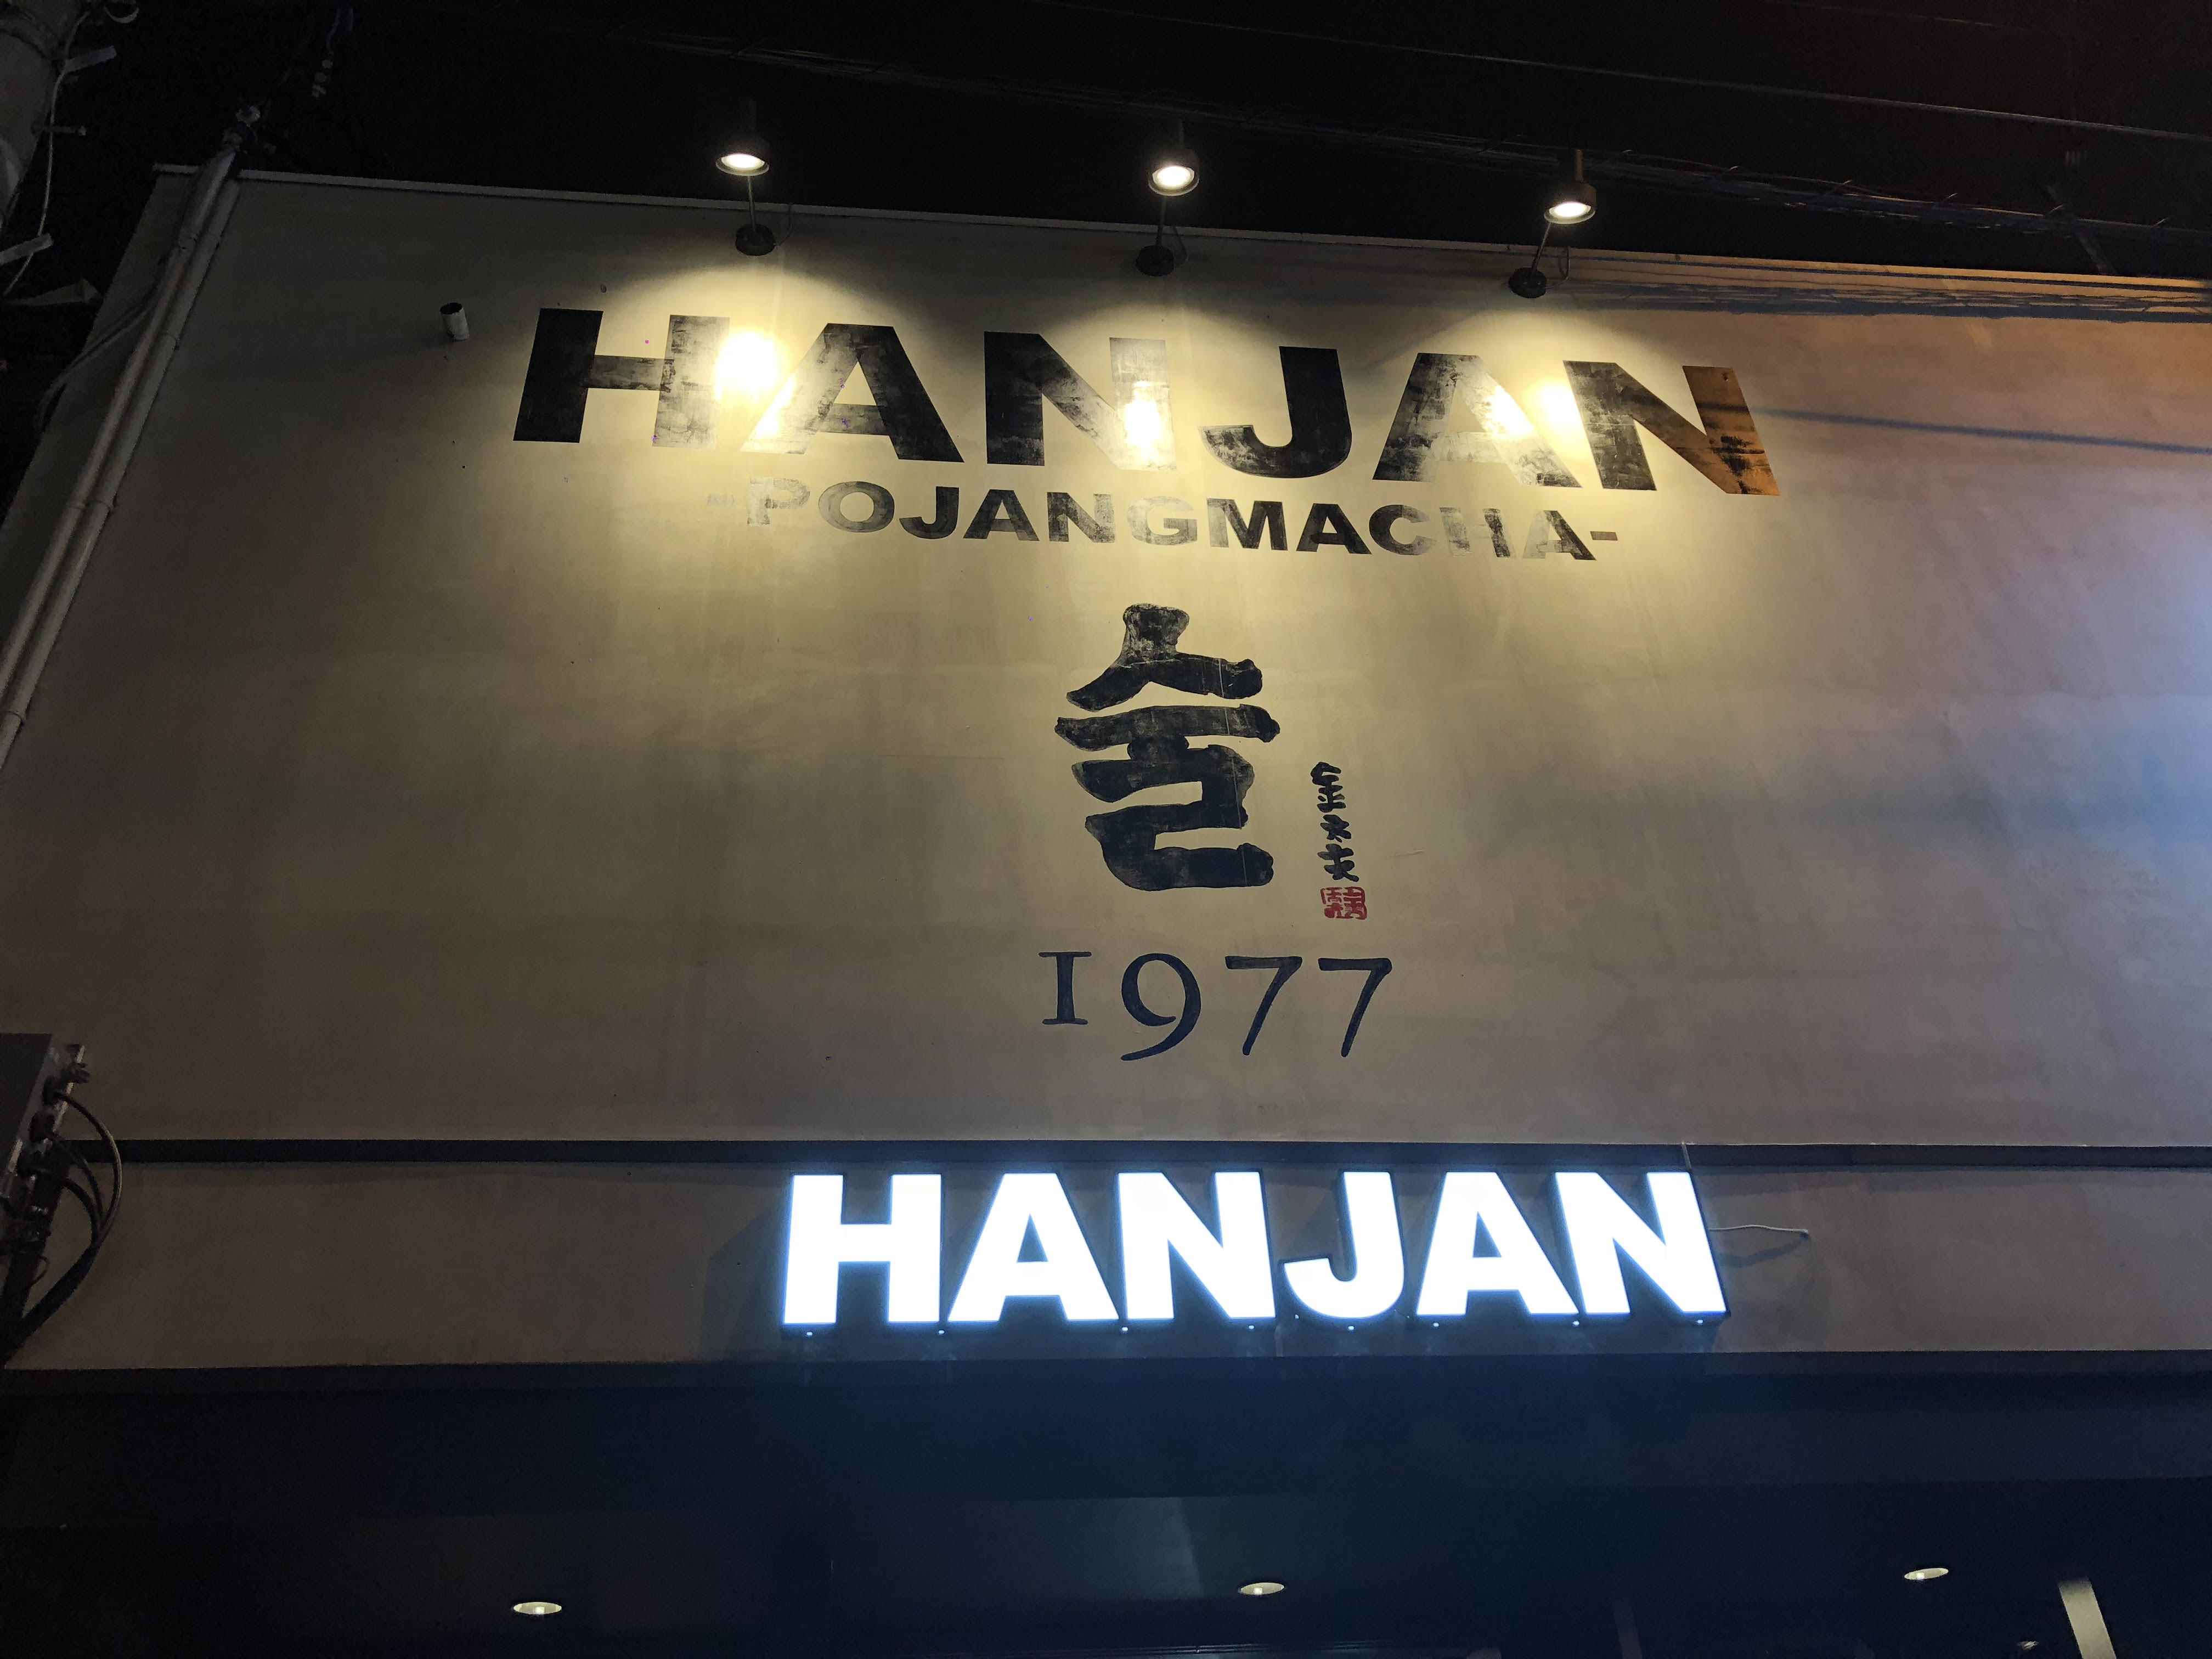 HANJAN
-POJANGMACHA-
술
1977
HANJAN